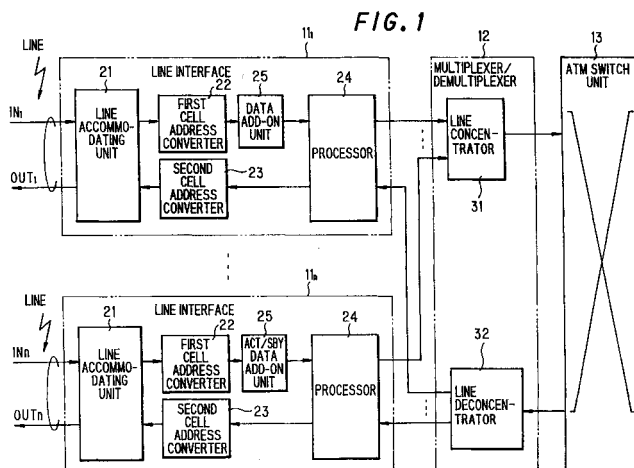 FIG. 1
LINE
11₁
12
13
21
LINE INTERFACE
22
25
24
MULTIPLEXER/
DEMULTIPLEXER
ATM SWITCH
UNIT
IN₁
OUT₁
LINE
ACCOMMO-
DATING
UNIT
FIRST
CELL
ADDRESS
CONVERTER
DATA
ADD-ON
UNIT
PROCESSOR
LINE
CONCEN-
TRATOR
31
SECOND
CELL
ADDRESS
CONVERTER
23
LINE
11n
21
LINE INTERFACE
22
25
24
INn
OUTn
LINE
ACCOMMO-
DATING
UNIT
FIRST
CELL
ADDRESS
CONVERTER
ACT/SBY
DATA
ADD-ON
UNIT
PROCESSOR
32
LINE
DECONCEN-
TRATOR
SECOND
CELL
ADDRESS
CONVERTER
23